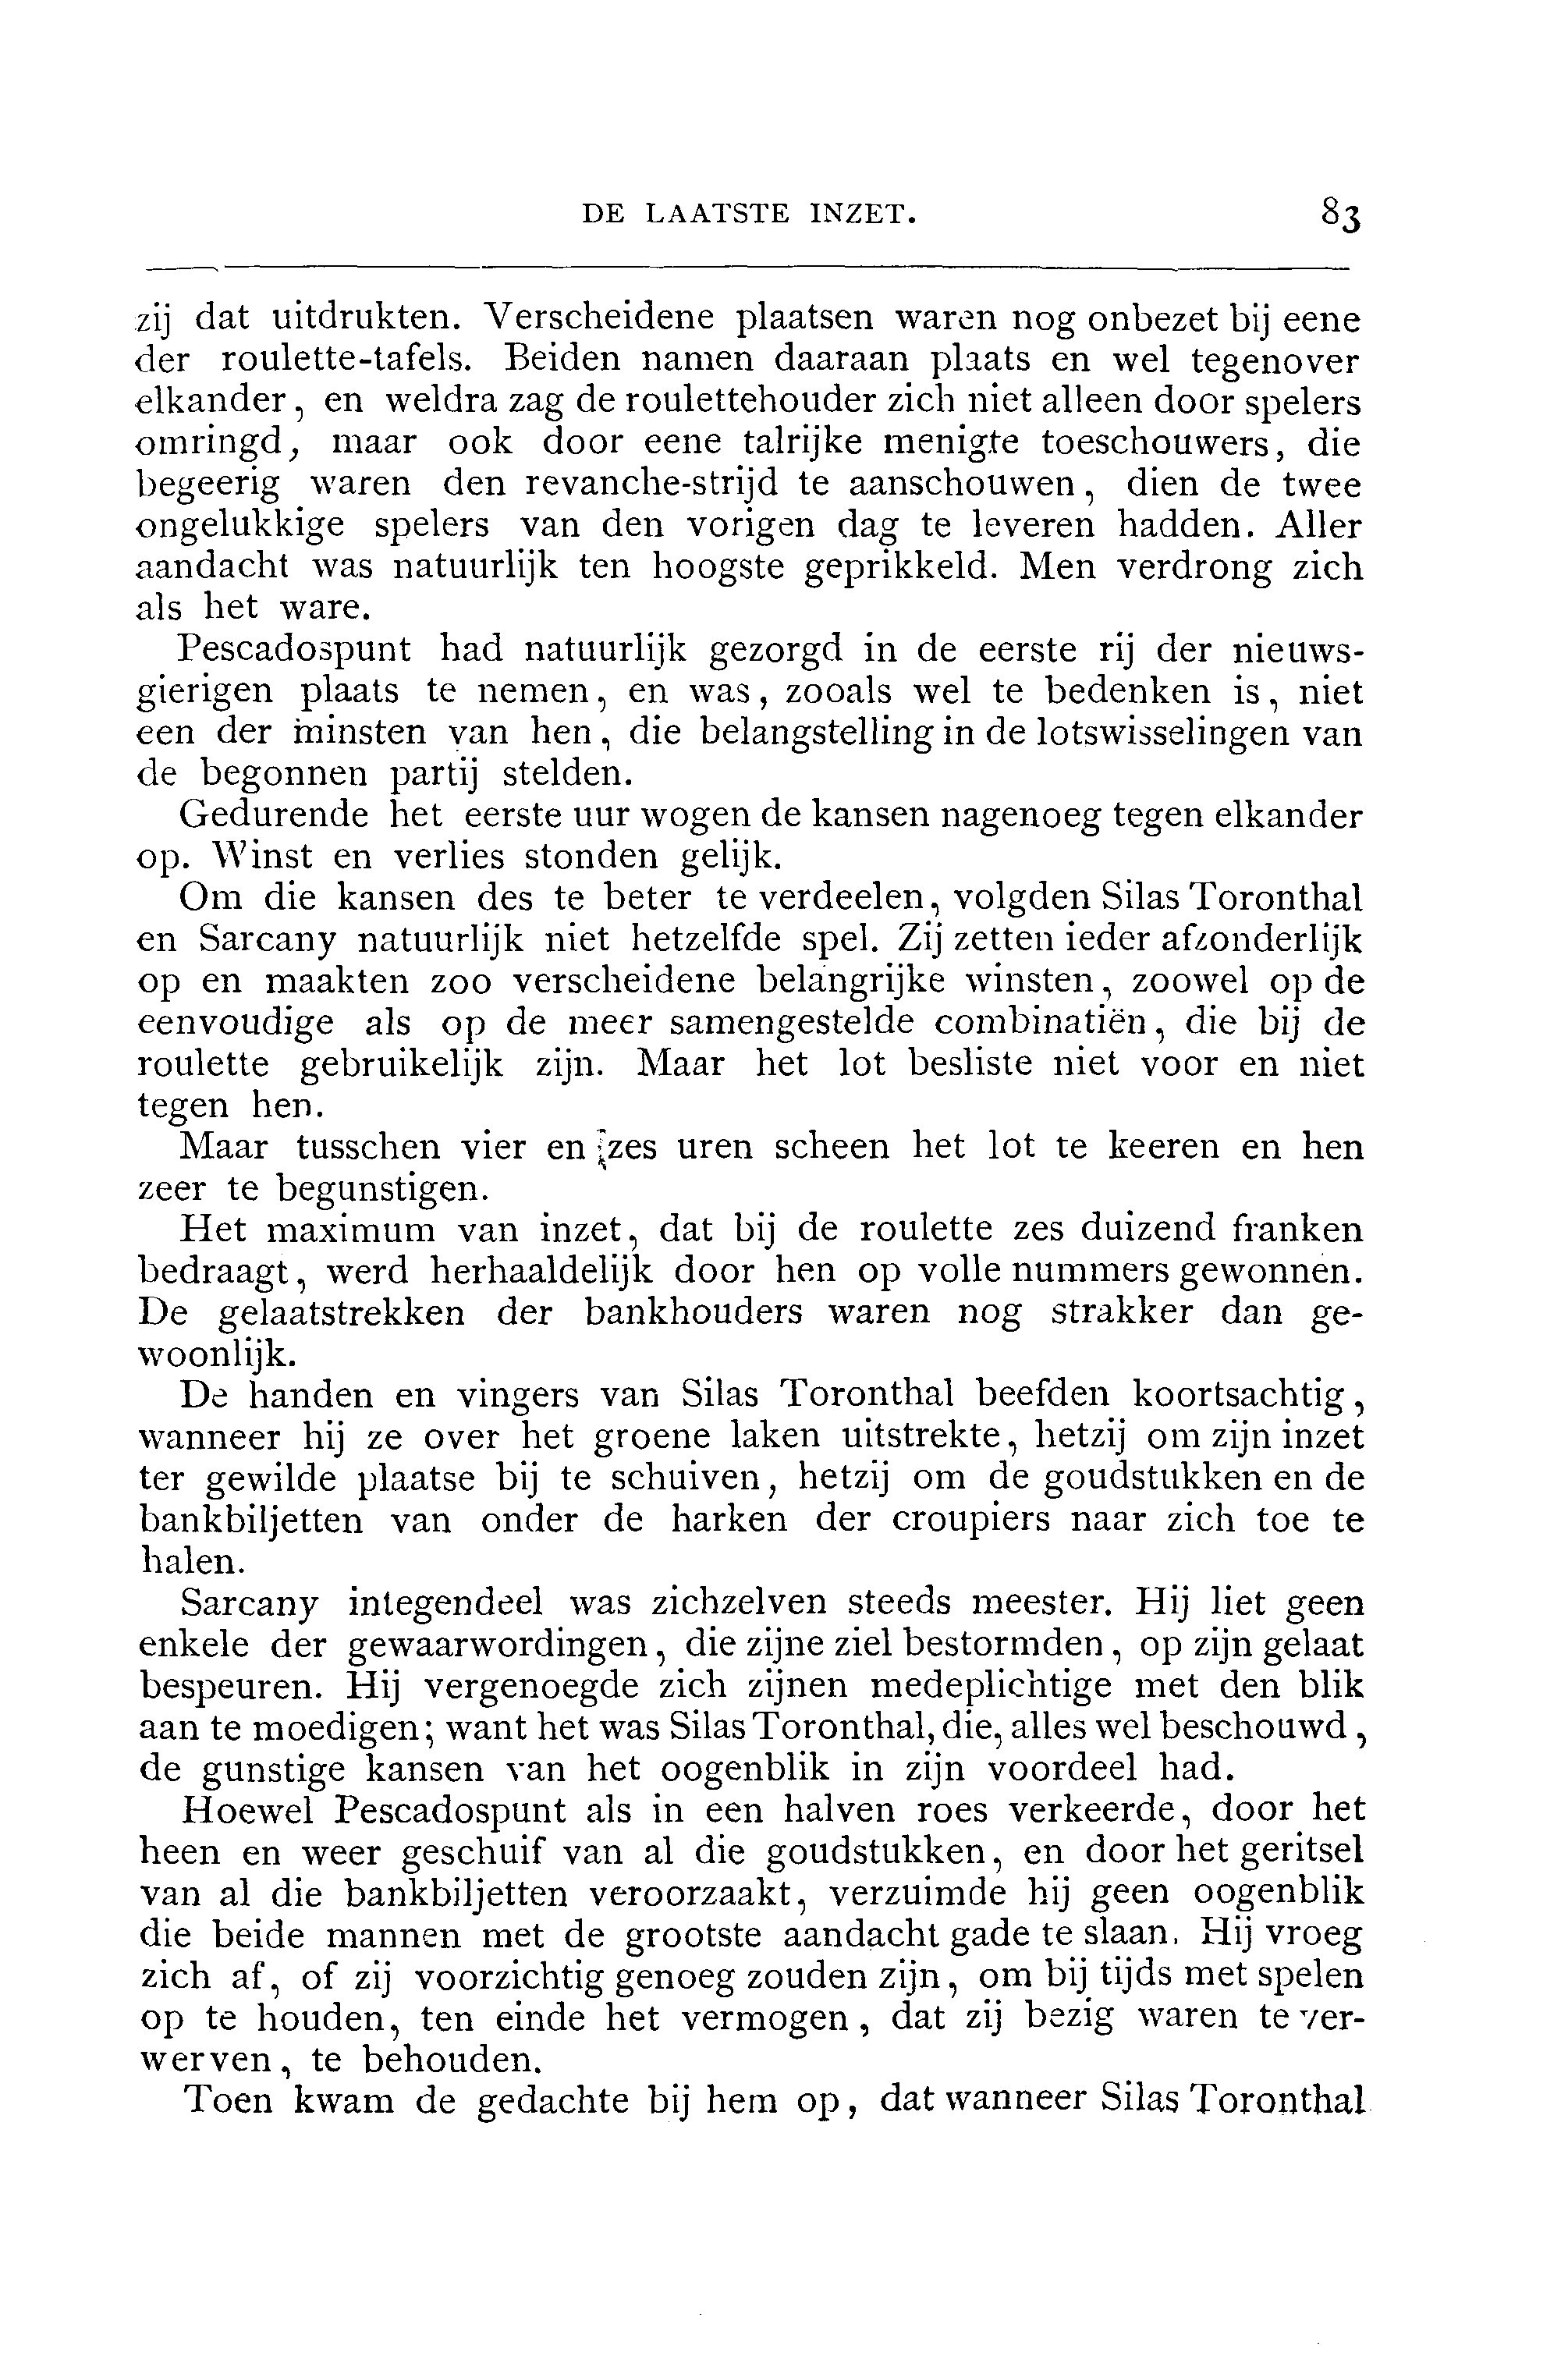 DE LAATSTE INZET. 83
zij dat uitdrukten. Verscheidene plaatsen waren nog onbezet bij eene
der roulette-tafels. Beiden namen daaraan plaats en wel tegenover
elkander, en weldra zag de roulettehouder zich niet alleen door spelers
omringd, maar ook door eene talrijke menigte toeschouwers, die
begeerig waren den revanche-strijd te aanschouwen, dien de twee
ongelukkige spelers van den vorigen dag te leveren hadden. Aller
aandacht was natuurlijk ten hoogste geprikkeld. Men verdrong zich
als het ware.
Pescadospunt had natuurlijk gezorgd in de eerste rij der nieuws-
gierigen plaats te nemen, en was, zooals wel te bedenken is, niet
een der minsten van hen, die belangstelling in de lotswisselingen van
de begonnen partij stelden.
Gedurende het eerste uur wogen de kansen nagenoeg tegen elkander
op. Winst en verlies stonden gelijk.
Om die kansen des te beter te verdeelen, volgden Silas Toronthal
en Sarcany natuurlijk niet hetzelfde spel. Zij zetten ieder afzonderlijk
op en maakten zoo verscheidene belangrijke winsten, zoowel op de
eenvoudige als op de meer samengestelde combinatiën, die bij de
roulette gebruikelijk zijn. Maar het lot besliste niet voor en niet
tegen hen.
Maar tusschen vier en zes uren scheen het lot te keeren en hen
zeer te begunstigen.
Het maximum van inzet, dat bij de roulette zes duizend franken
bedraagt, werd herhaaldelijk door hen op volle nummers gewonnen.
De gelaatstrekken der bankhouders waren nog strakker dan ge-
woonlijk.
De handen en vingers van Silas Toronthal beefden koortsachtig,
wanneer hij ze over het groene laken uitstrekte, hetzij om zijn inzet
ter gewilde plaatse bij te schuiven, hetzij om de goudstukken en de
bankbiljetten van onder de harken der croupiers naar zich toe te
halen.
Sarcany integendeel was zichzelven steeds meester. Hij liet geen
enkele der gewaarwordingen, die zijne ziel bestormden, op zijn gelaat
bespeuren. Hij vergenoegde zich zijnen medeplichtige met den blik
aan te moedigen; want het was Silas Toronthal, die, alles wel beschouwd,
de gunstige kansen van het oogenblik in zijn voordeel had.
Hoewel Pescadospunt als in een halven roes verkeerde, door het
heen en weer geschuif van al die goudstukken, en door het geritsel
van al die bankbiljetten veroorzaakt, verzuimde hij geen oogenblik
die beide mannen met de grootste aandacht gade te slaan. Hij vroeg
zich af, of zij voorzichtig genoeg zouden zijn, om bij tijds met spelen
op te houden, ten einde het vermogen, dat zij bezig waren te ver-
werven, te behouden.
Toen kwam de gedachte bij hem op, dat wanneer Silas Toronthal